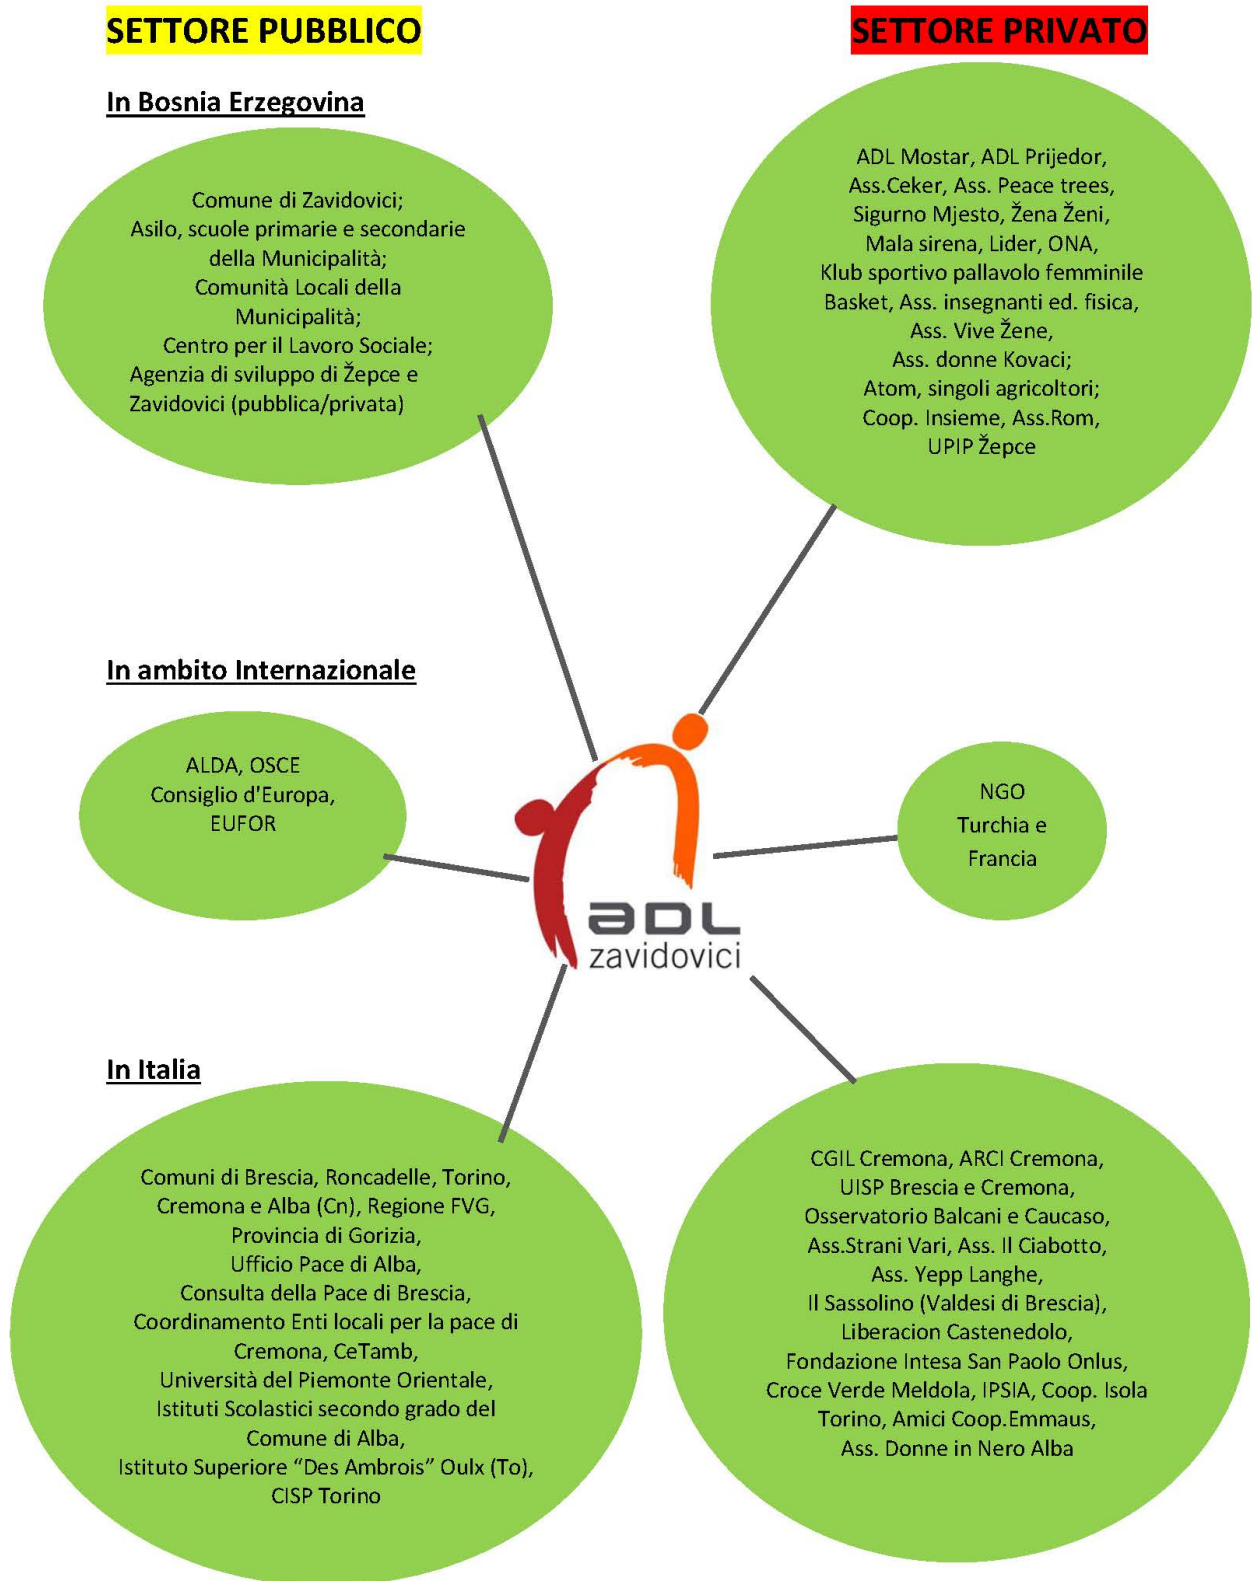 SETTORE PUBBLICO
SETTORE PRIVATO
In Bosnia Erzegovina
Comune di Zavidovici;
Asilo, scuole primarie e secondarie
della Municipalità;
Comunità Locali della
Municipalità;
Centro per il Lavoro Sociale;
Agenzia di sviluppo di Žepce e
Zavidovici (pubblica/privata)
ADL Mostar, ADL Prijedor,
Ass.Ceker, Ass. Peace trees,
Sigurno Mjesto, Žena Ženi,
Mala sirena, Lider, ONA,
Klub sportivo pallavolo femminile
Basket, Ass. insegnanti ed. fisica,
Ass. Vive Žene,
Ass. donne Kovaci;
Atom, singoli agricoltori;
Coop. Insieme, Ass.Rom,
UPIP Žepce
In ambito Internazionale
ALDA, OSCE
Consiglio d'Europa,
EUFOR
NGO
Turchia e
Francia
aDL
zavidovici
In Italia
Comuni di Brescia, Roncadelle, Torino,
Cremona e Alba (Cn), Regione FVG,
Provincia di Gorizia,
Ufficio Pace di Alba,
Consulta della Pace di Brescia,
Coordinamento Enti locali per la pace di
Cremona, CeTamb,
Università del Piemonte Orientale,
Istituti Scolastici secondo grado del
Comune di Alba,
Istituto Superiore “Des Ambrois” Oulx (To),
CISP Torino
CGIL Cremona, ARCI Cremona,
UISP Brescia e Cremona,
Osservatorio Balcani e Caucaso,
Ass.Strani Vari, Ass. Il Ciabotto,
Ass. Yepp Langhe,
Il Sassolino (Valdesi di Brescia),
Liberacion Castenedolo,
Fondazione Intesa San Paolo Onlus,
Croce Verde Meldola, IPSIA, Coop. Isola
Torino, Amici Coop.Emmaus,
Ass. Donne in Nero Alba